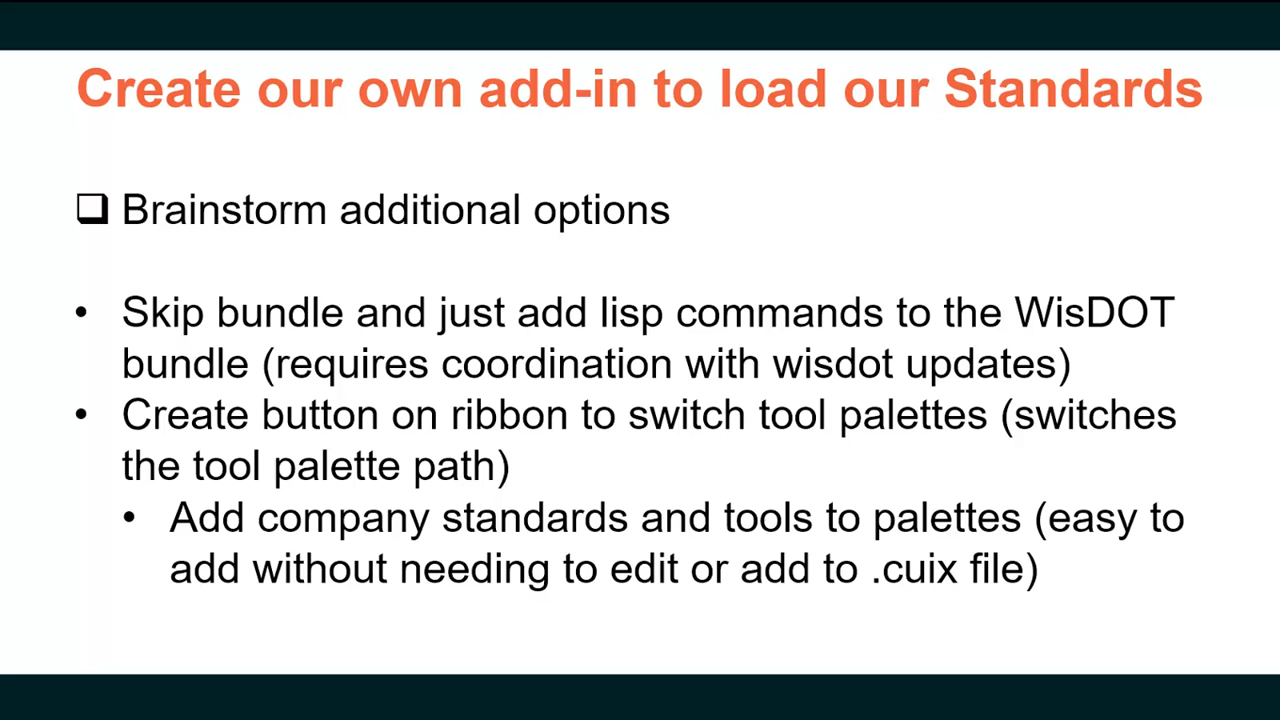 Create our own add-in to load our Standards
❑ Brainstorm additional options
• Skip bundle and just add lisp commands to the WisDOT
bundle (requires coordination with wisdot updates)
• Create button on ribbon to switch tool palettes (switches
the tool palette path)
• Add company standards and tools to palettes (easy to
add without needing to edit or add to .cuix file)